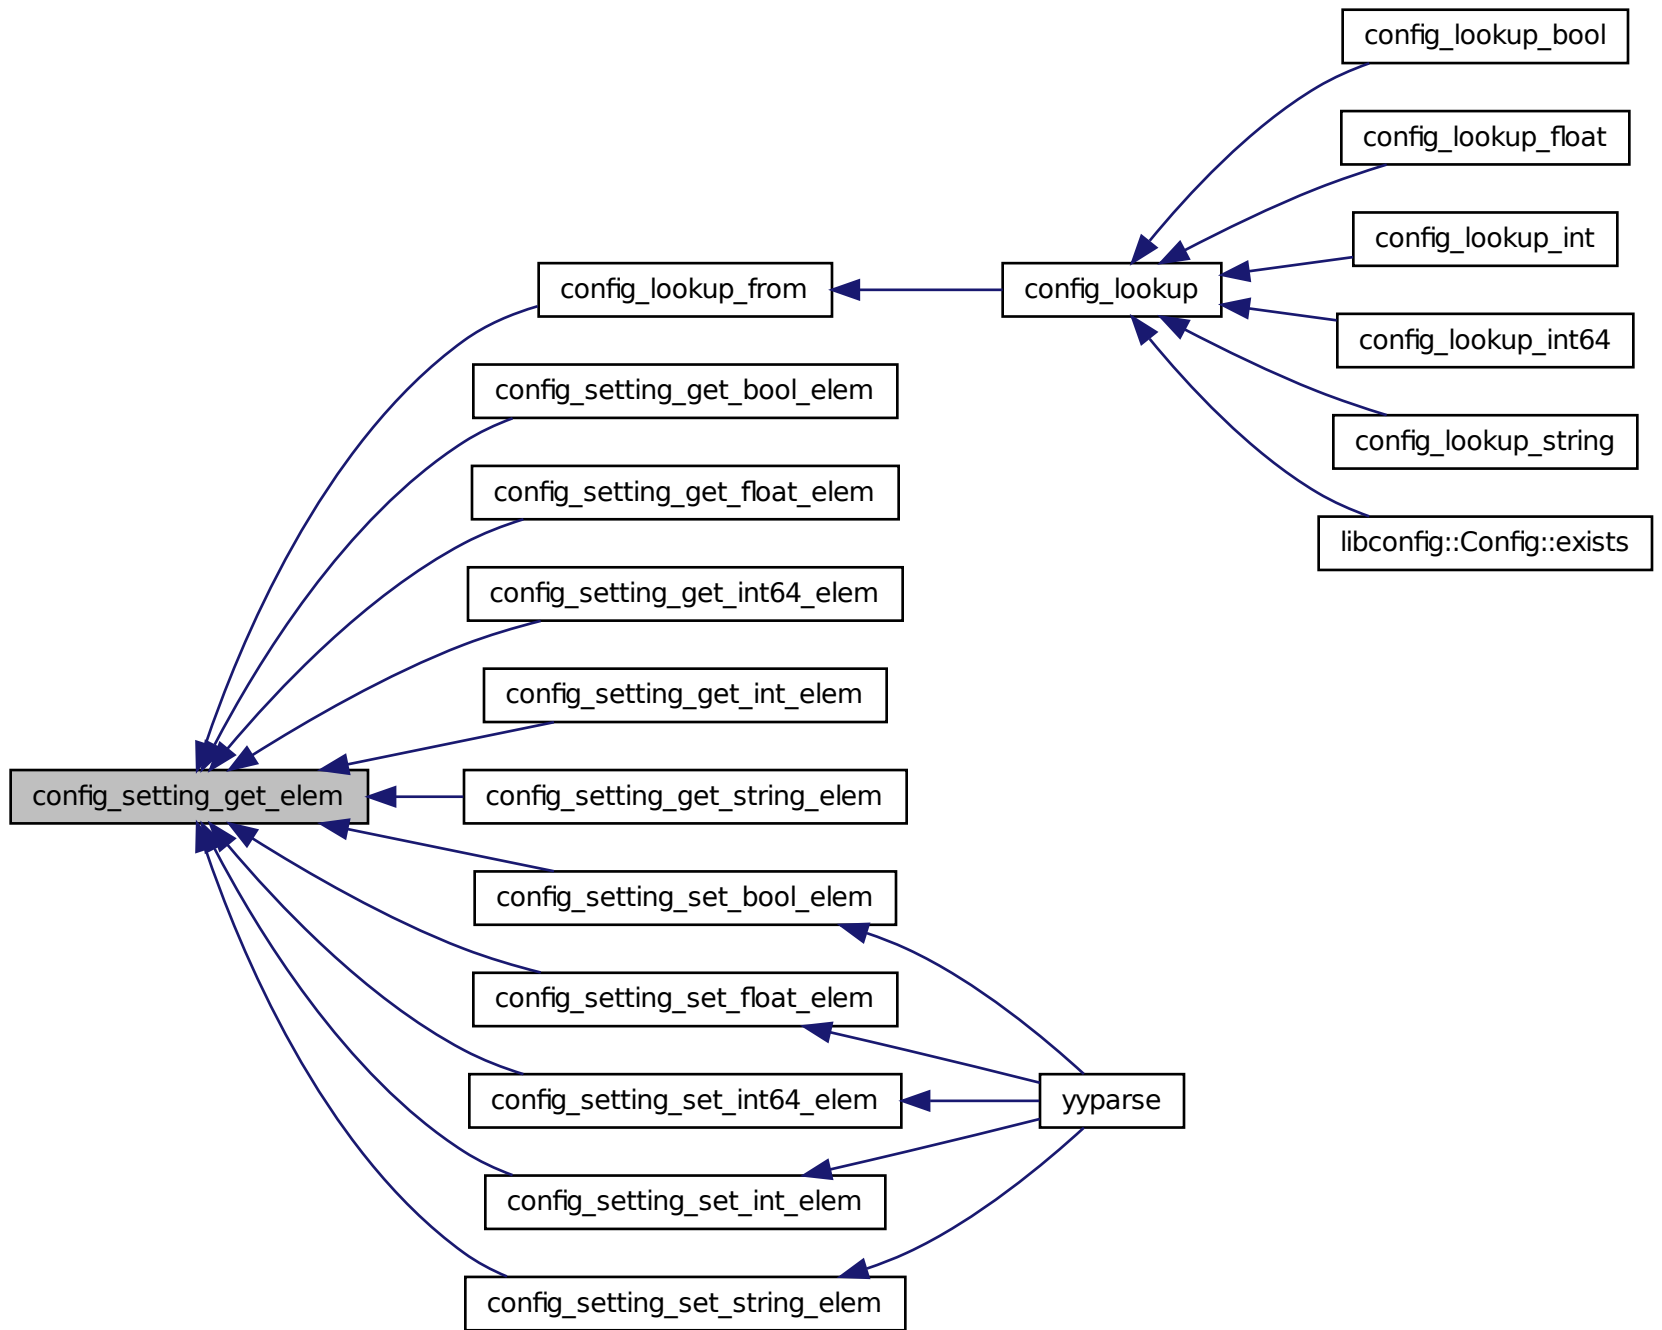 config_lookup_bool
config_lookup_float
config_lookup_int
config_lookup_from
config_lookup
config_lookup_int64
config_setting_get_bool_elem
config_lookup_string
config_setting_get_float_elem
libconfig::Config::exists
config_setting_get_int64_elem
config_setting_get_int_elem
config_setting_get_elem
config_setting_get_string_elem
config_setting_set_bool_elem
config_setting_set_float_elem
config_setting_set_int64_elem
yyparse
config_setting_set_int_elem
config_setting_set_string_elem